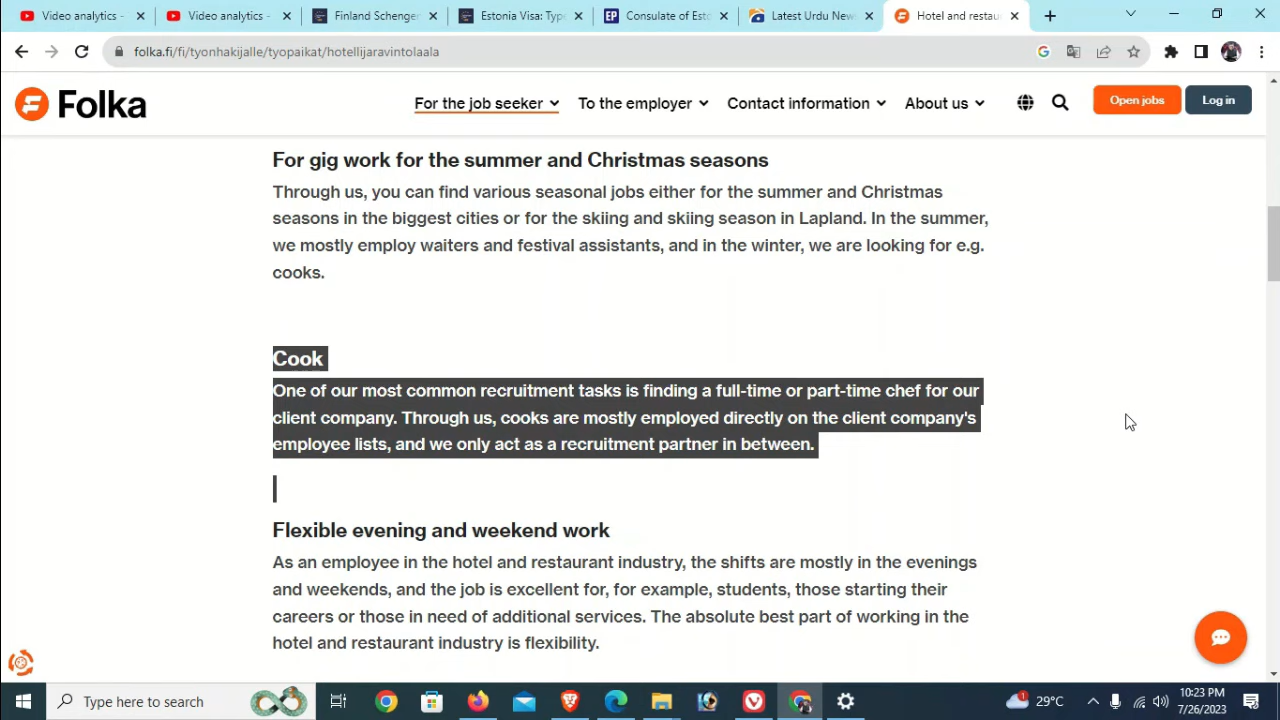 Video analytics -
Video analytics -
Finland Schenger
Estonia Visa: Type
EP
Consulate of Esto
Latest Urdu New
Hotel and restau
folka.fi/fi/tyonhakijalle/tyopaikat/hotellijaravintolaala
Folka
For the job seeker
To the employer
Contact information
About us
Open jobs
Log in
For gig work for the summer and Christmas seasons
Through us, you can find various seasonal jobs either for the summer and Christmas
seasons in the biggest cities or for the skiing and skiing season in Lapland. In the summer,
we mostly employ waiters and festival assistants, and in the winter, we are looking for e.g.
cooks.
Cook
One of our most common recruitment tasks is finding a full-time or part-time chef for our
client company. Through us, cooks are mostly employed directly on the client company's
employee lists, and we only act as a recruitment partner in between.
Flexible evening and weekend work
As an employee in the hotel and restaurant industry, the shifts are mostly in the evenings
and weekends, and the job is excellent for, for example, students, those starting their
careers or those in need of additional services. The absolute best part of working in the
hotel and restaurant industry is flexibility.
Type here to search
1
29°C
10:23 PM
7/26/2023